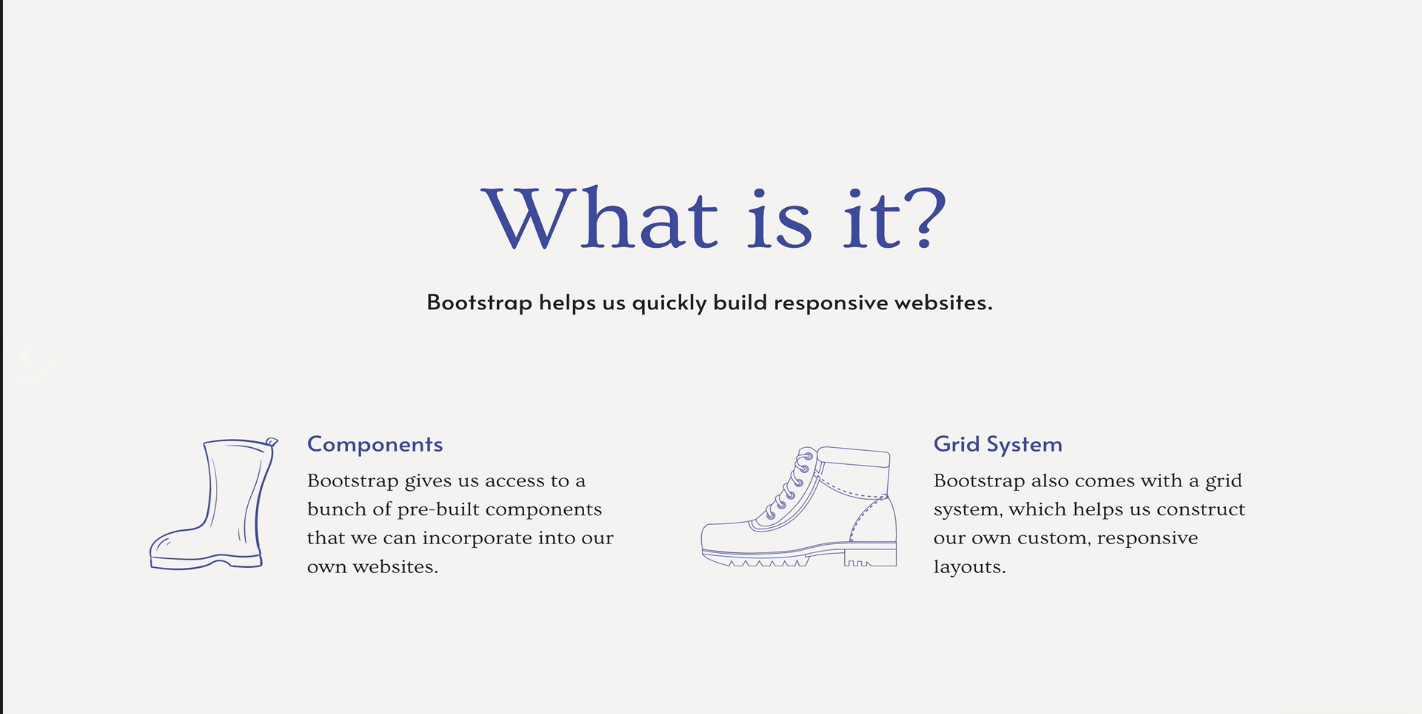 What is it?
Bootstrap helps us quickly build responsive websites.
Components
Bootstrap gives us access to a
bunch of pre-built components
that we can incorporate into our
own websites.
Grid System
Bootstrap also comes with a grid
system, which helps us construct
our own custom, responsive
layouts.